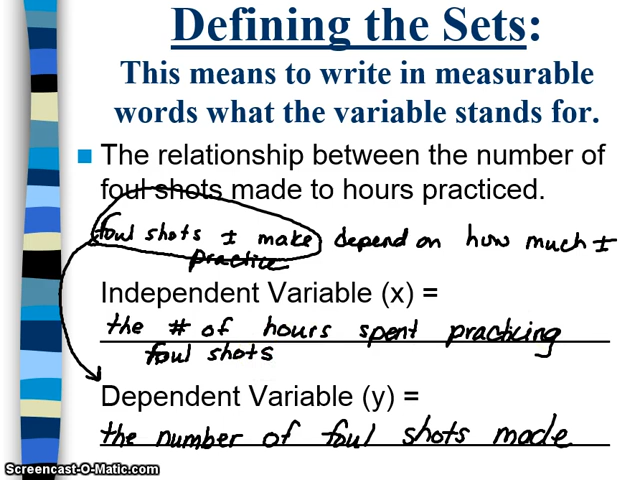 Defining the Sets:
This means to write in measurable
words what the variable stands for.
The relationship between the number of
foul shots made to hours practiced.
foul shots I make depend on how much I
practice
Independent Variable (x) =
the # of hours spent practicing
foul shots
Dependent Variable (y) =
the number of foul shots made
Screencast-O-Matic.com